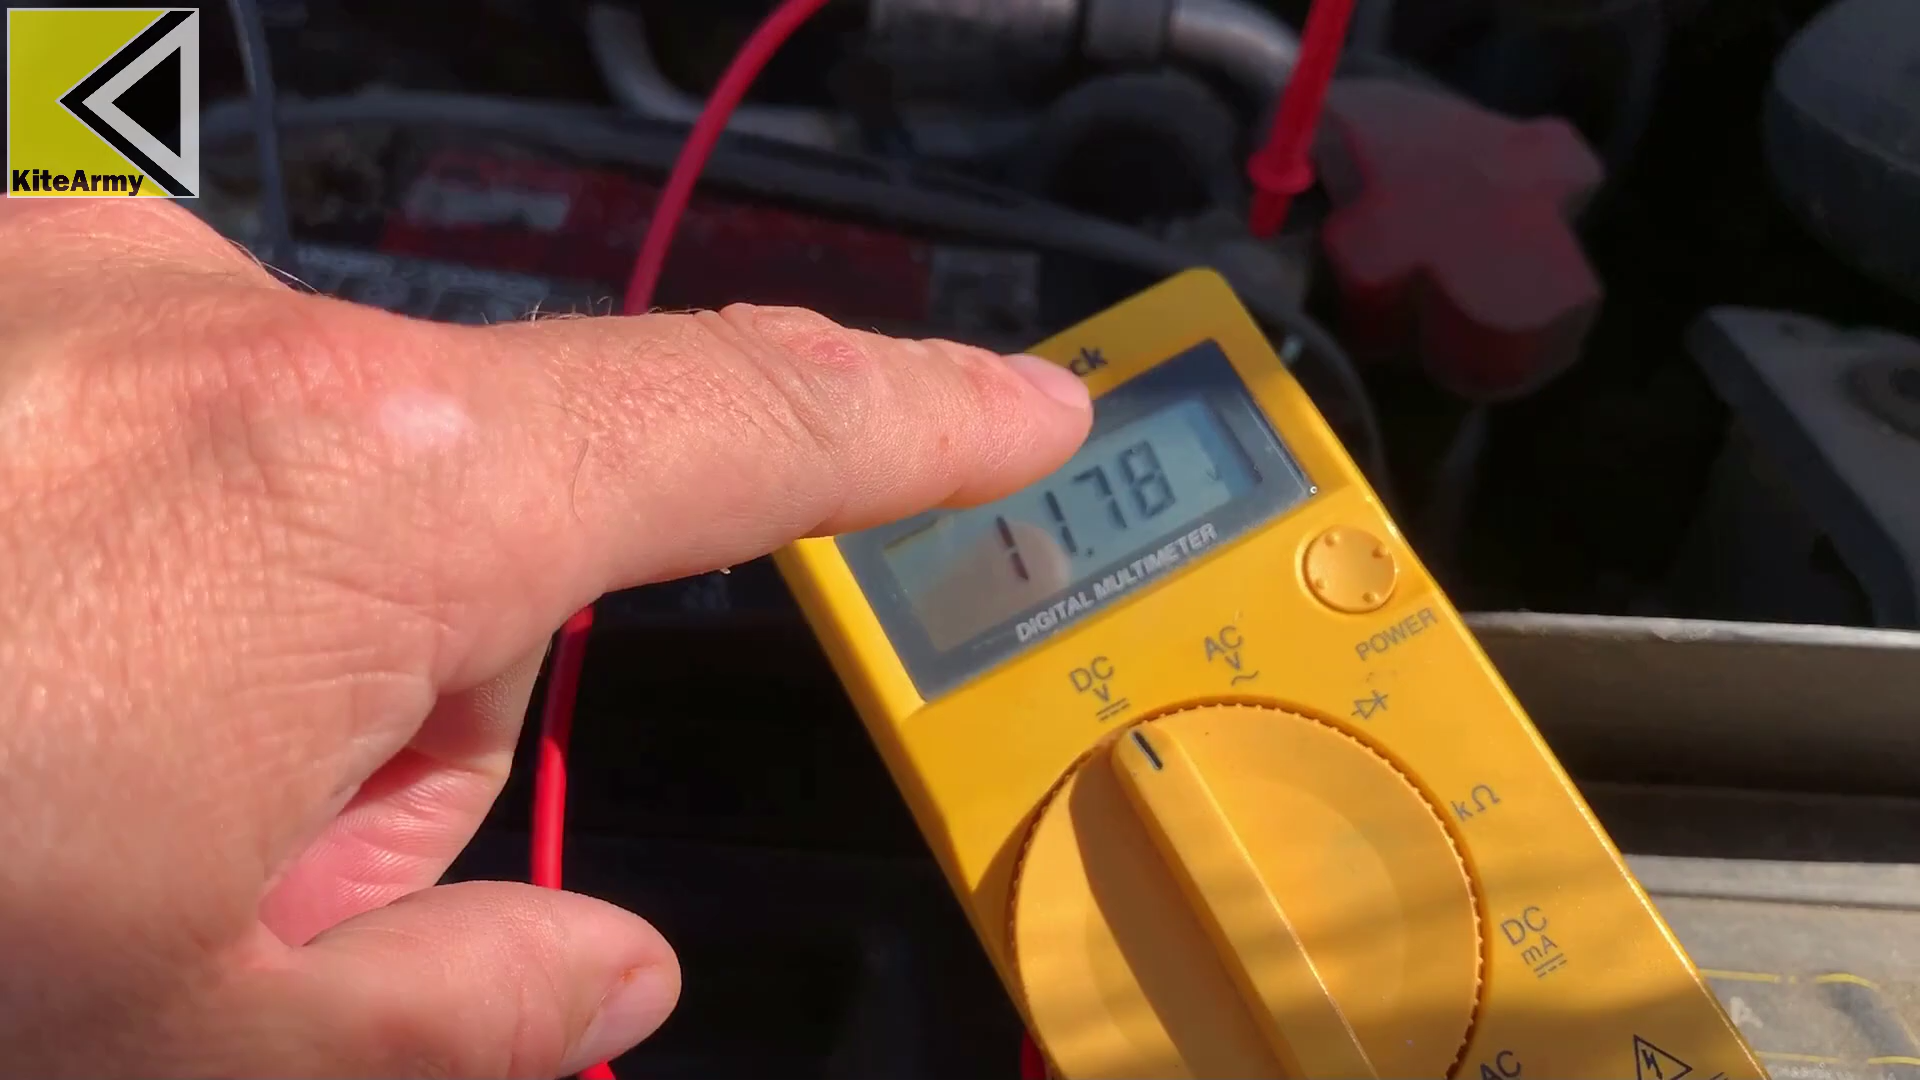 KiteArmy
ck
11.78
V
DIGITAL MULTIMETER
POWER
DC
V
AC
V
kΩ
DC
mA
AC